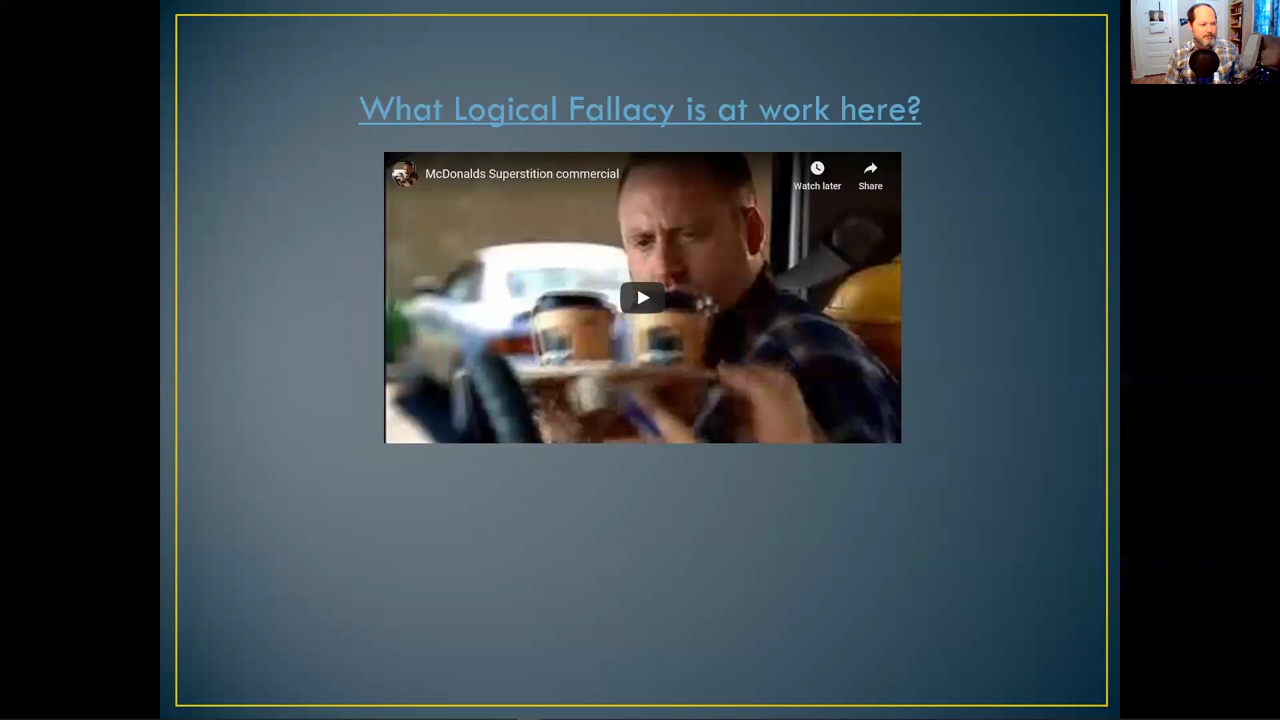 What Logical Fallacy is at work here?
McDonalds Superstition commercial
Watch later
Share